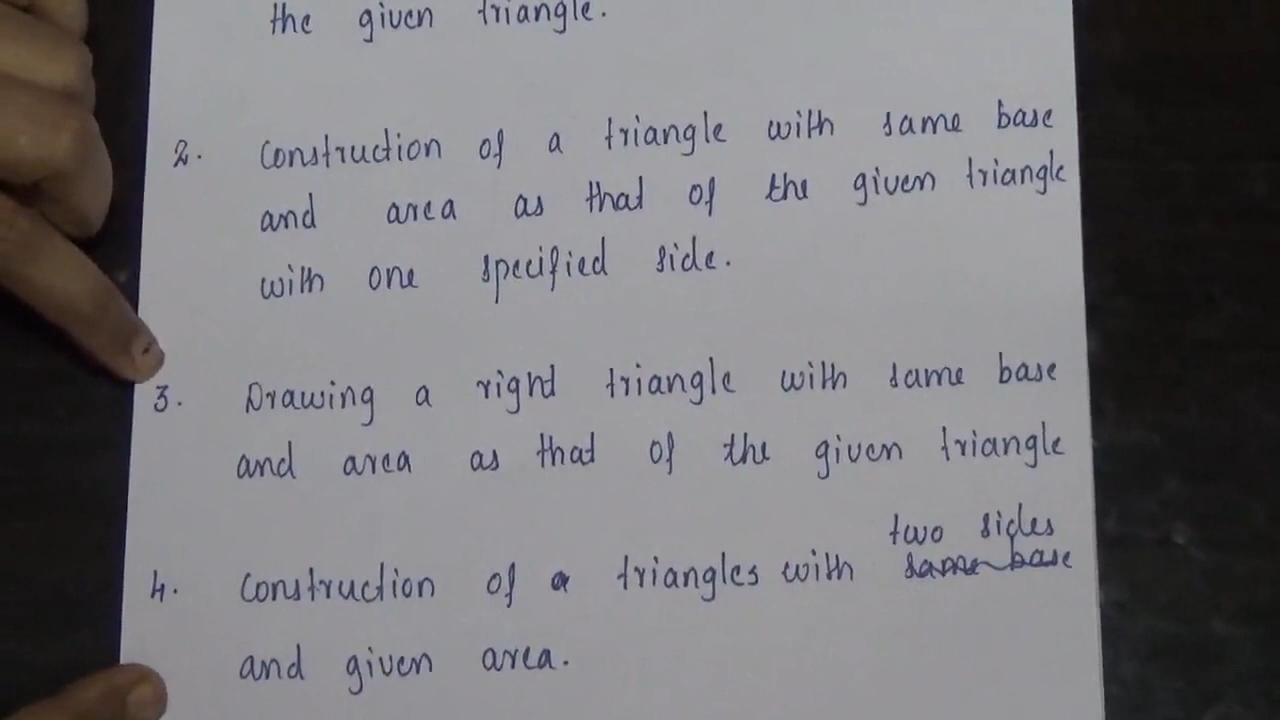 the given triangle.
2. Construction of a triangle with same base
and area as that of the given triangle
with one specified side.
3. Drawing a right triangle with same base
and area as that of the given triangle
two sides
4. Construction of a triangles with same base
and given area.